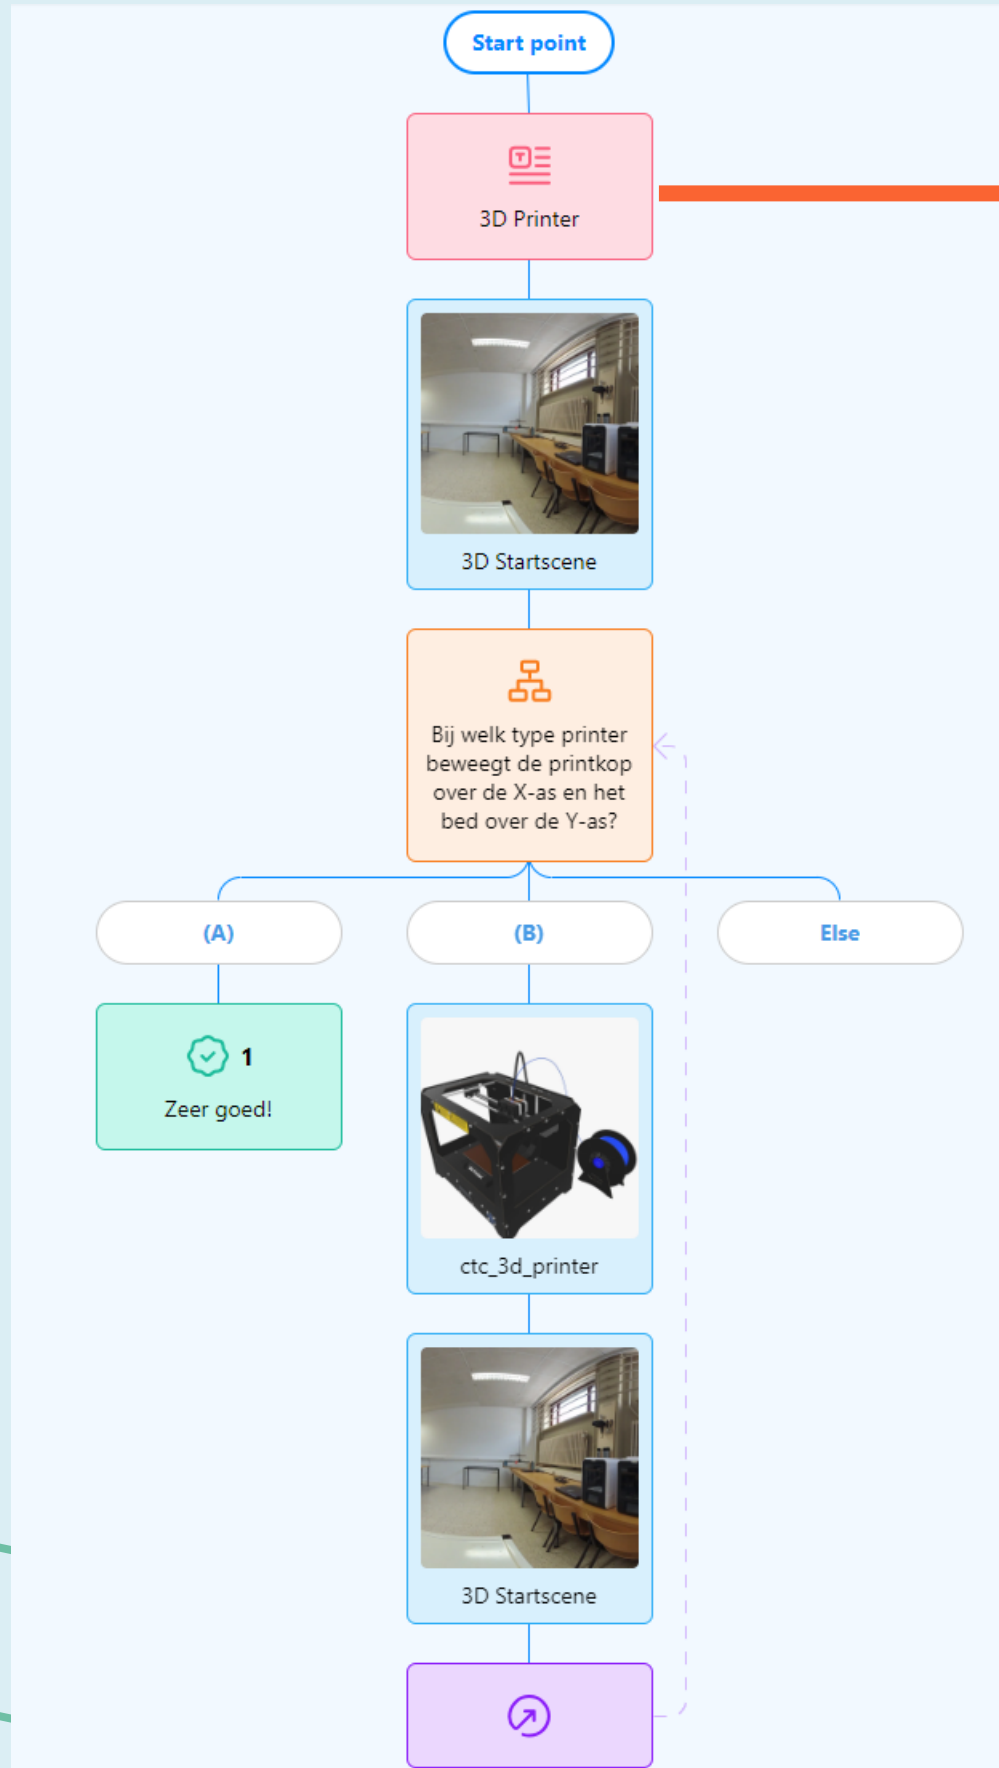 Start point
3D Printer
3D Startscene
Bij welk type printer
beweegt de printkop
over de X-as en het
bed over de Y-as?
(A)
(B)
Else
1
Zeer goed!
ctc_3d_printer
3D Startscene